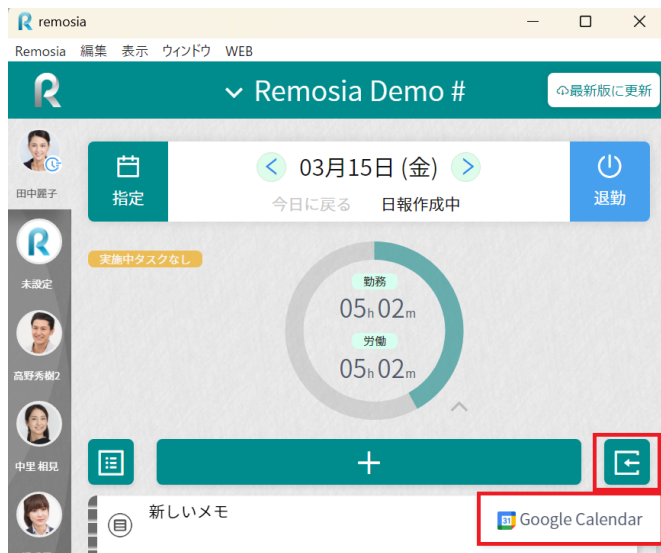 remosia
Remosia 編集 表示 ウィンドウ WEB
Remosia Demo #
最新版に更新
田中麗子
指定
03月15日 (金)
今日に戻る 日報作成中
退勤
実施中タスクなし
未設定
勤務
05h 02m
労働
05h 02m
高野秀樹2
中里 相見
新しいメモ
31 Google Calendar